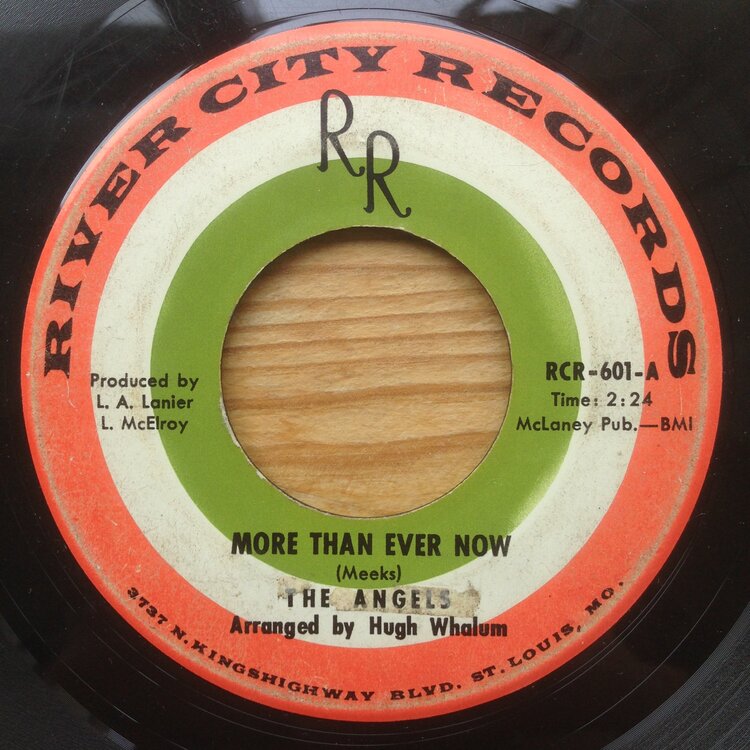 RIVER CITY RECORDS
R
R
Produced by
L. A. Lanier
L. McElroy
RCR-601-A
Time: 2:24
McLaney Pub.—BMI
MORE THAN EVER NOW
(Meeks)
THE ANGELS
Arranged by Hugh Whalum
3737 N. KINGSHIGHWAY BLVD. ST. LOUIS, MO.